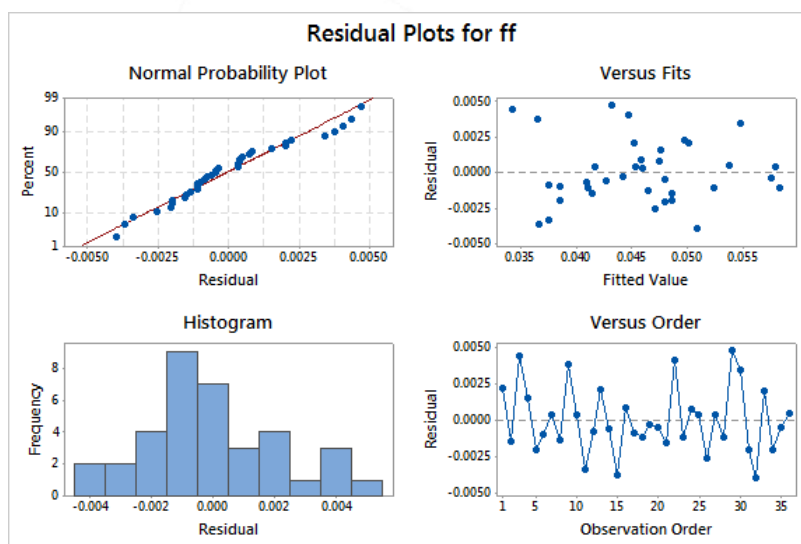 Residual Plots for ff
Normal Probability Plot
99
90
50
10
1
Percent
-0.0050 -0.0025 0.0000 0.0025 0.0050
Residual
Versus Fits
0.0050
0.0025
0.0000
-0.0025
-0.0050
Residual
0.035 0.040 0.045 0.050 0.055
Fitted Value
Histogram
8
6
4
2
0
Frequency
-0.004 -0.002 0.000 0.002 0.004
Residual
Versus Order
0.0050
0.0025
0.0000
-0.0025
-0.0050
Residual
1 5 10 15 20 25 30 35
Observation Order